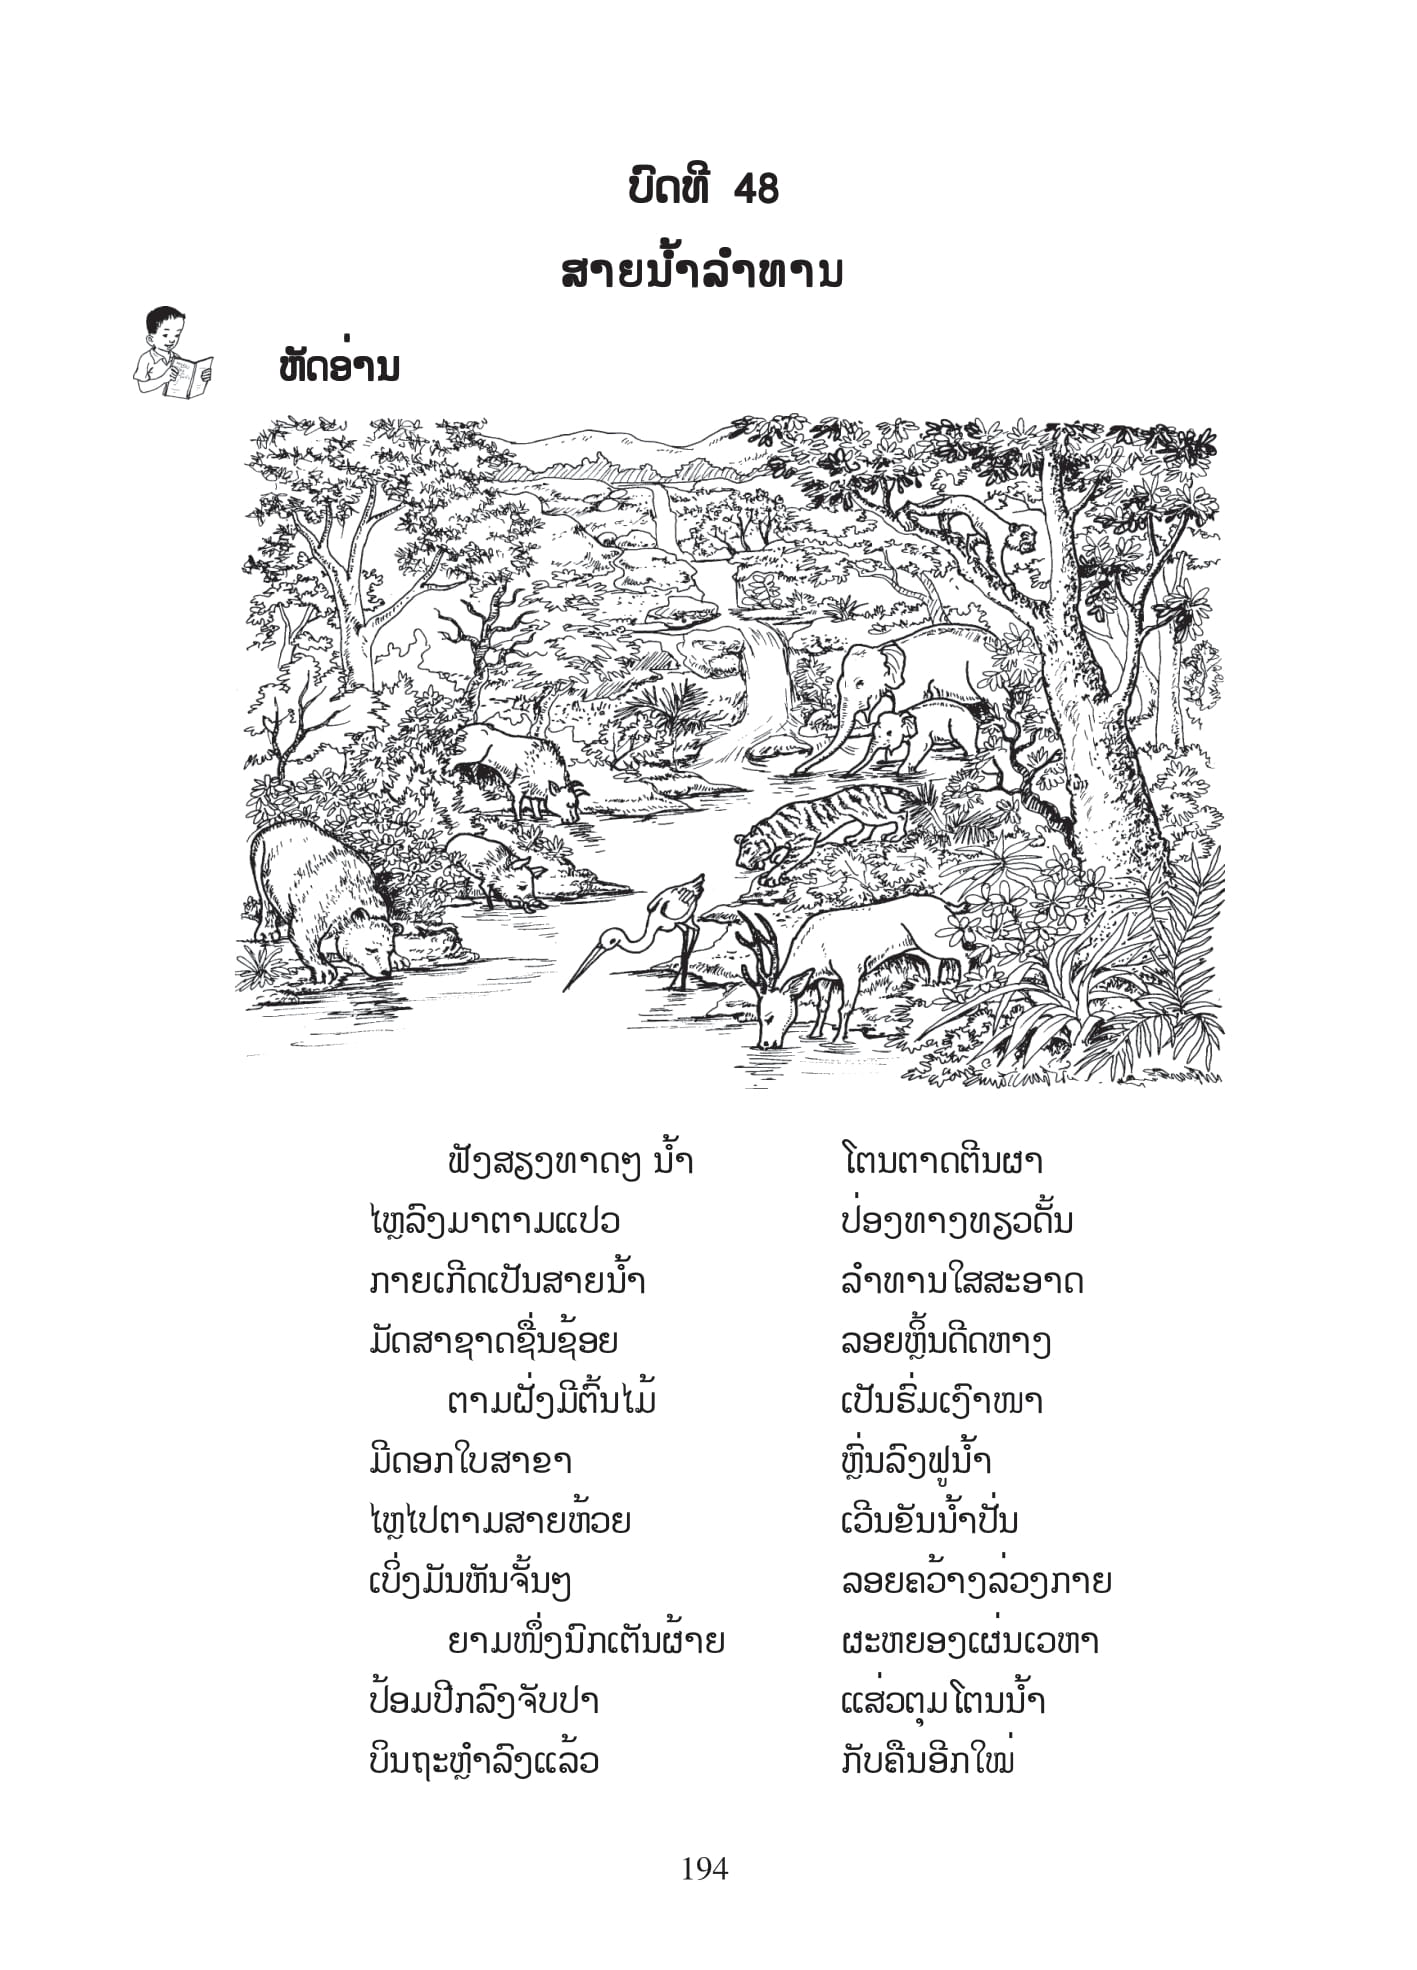 ບົດທີ 48
ສາຍນ້ຳລຳທານ
ຫັດອ່ານ
ຟັງສຽງທາດໆ ນ້ຳ ໂຕນຕາດຕີນຜາ
ໄຫຼລົງມາຕາມແປວ ປ່ອງທາງທຽວດັ້ນ
ກາຍເກີດເປັນສາຍນ້ຳ ລຳທານໃສສະອາດ
ມັດສາຊາດຊື່ນຊ້ອຍ ລອຍຫຼິ້ນດີດຫາງ
ຕາມຝັ່ງມີຕົ້ນໄມ້ ເປັນຮົ່ມເງົາໜາ
ມີດອກໃບສາຂາ ຫຼົ່ນລົງຟູນ້ຳ
ໄຫຼໄປຕາມສາຍຫ້ວຍ ເວີນຂັນນ້ຳປັ່ນ
ເບິ່ງມັນຫັນຈັ້ນໆ ລອຍຄວ້າງລ່ວງກາຍ
ຍາມໜຶ່ງນົກເຕັນຜ້າຍ ຜະຫຍອງເຜ່ນເວຫາ
ປ້ອມປີກລົງຈັບປາ ແສ່ວຕຸມໂຕນນ້ຳ
ບິນຖະຫຼຳລົງແລ້ວ ກັບຄືນອີກໃໝ່
194